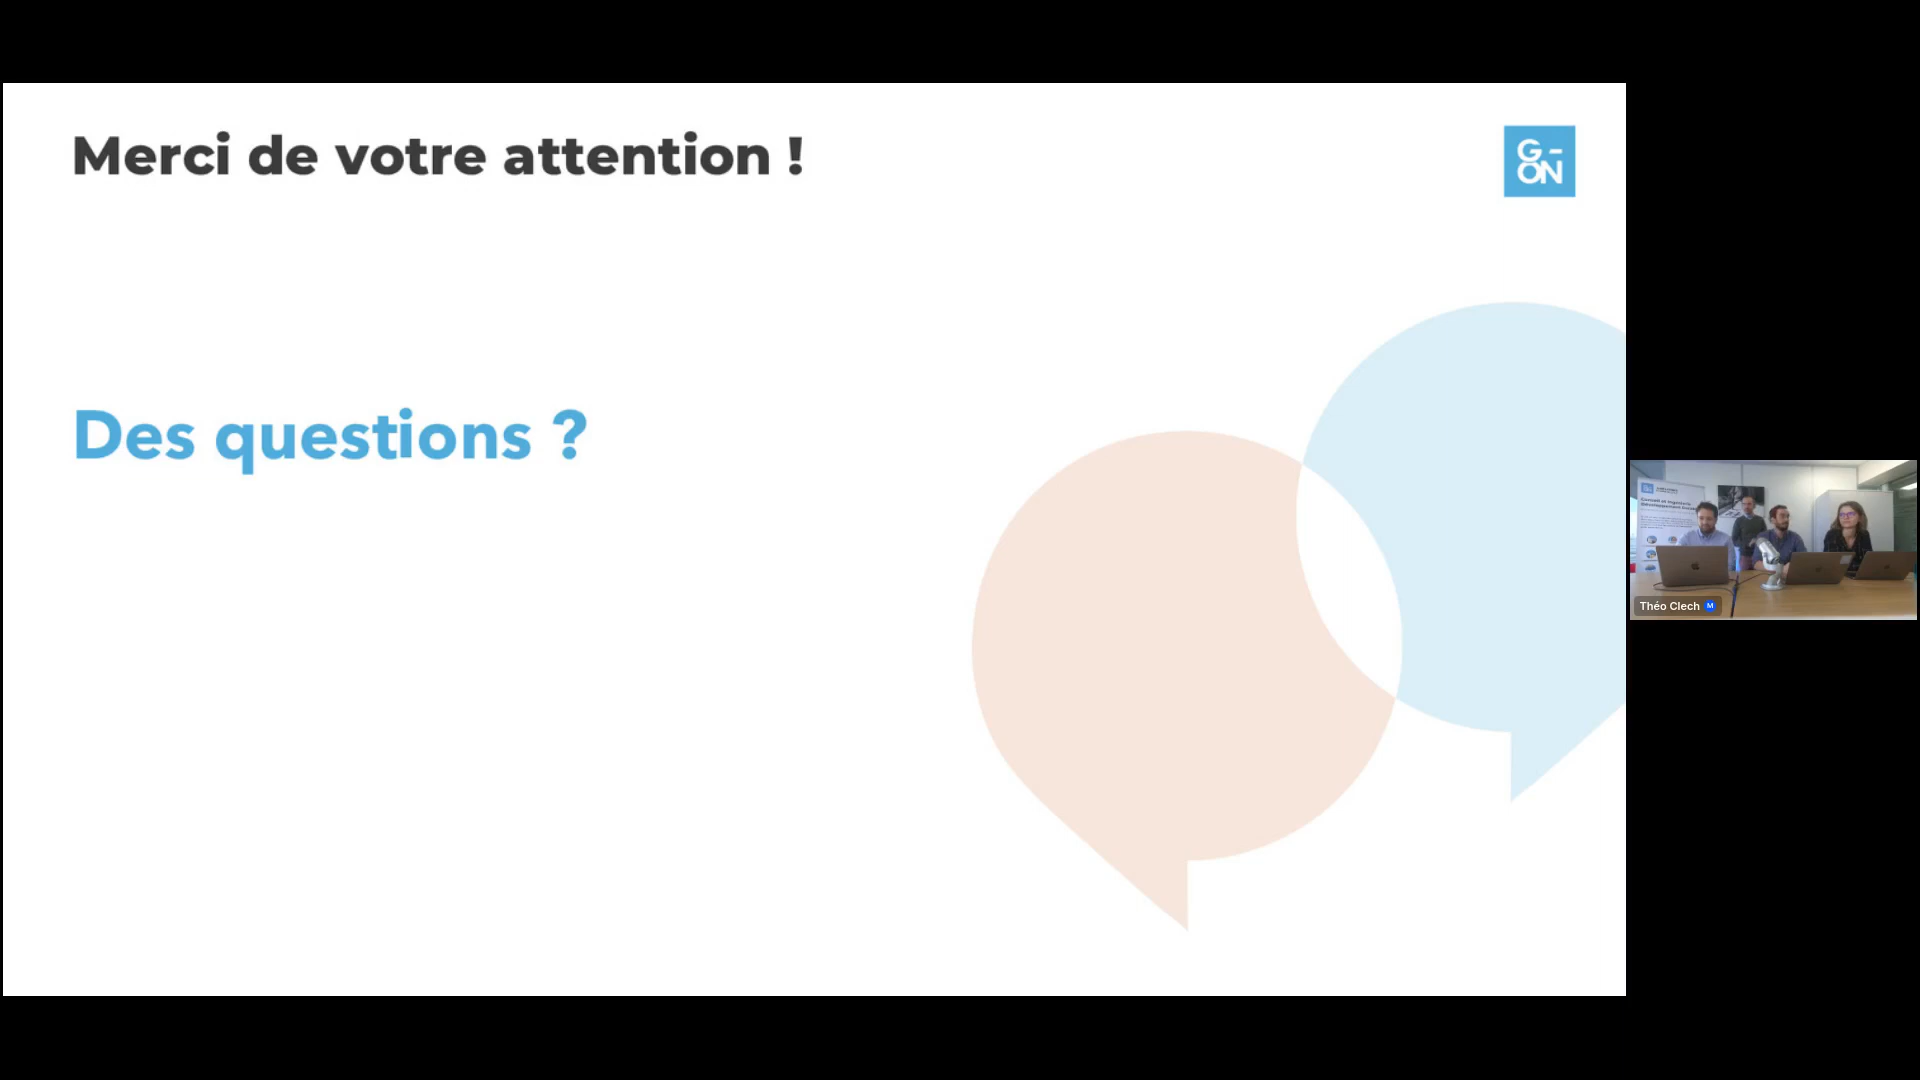 Merci de votre attention !
G-
ON
Des questions ?
Théo Clech M